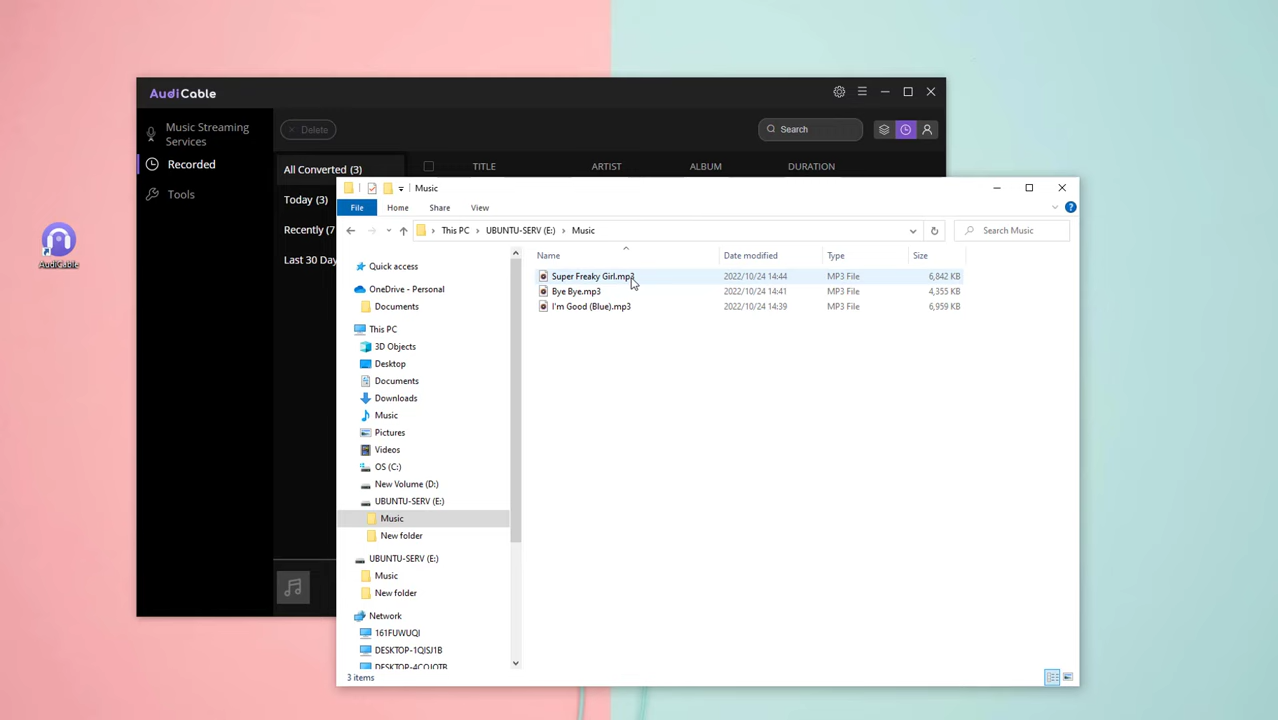 AudiCable
Music Streaming
Services
Recorded
Tools
Delete
Search
All Converted (3)
TITLE
ARTIST
ALBUM
DURATION
Today (3)
Recently (7
Last 30 Day
AudiCable
Music
File
Home
Share
View
This PC
UBUNTU-SERV (E:)
Music
Search Music
Name
Date modified
Type
Size
Super Freaky Girl.mp3
2022/10/24 14:44
MP3 File
6,842 KB
Bye Bye.mp3
2022/10/24 14:41
MP3 File
4,355 KB
I'm Good (Blue).mp3
2022/10/24 14:39
MP3 File
6,959 KB
Quick access
OneDrive - Personal
Documents
This PC
3D Objects
Desktop
Documents
Downloads
Music
Pictures
Videos
OS (C:)
New Volume (D:)
UBUNTU-SERV (E:)
Music
New folder
UBUNTU-SERV (E:)
Music
New folder
Network
161FUWUQI
DESKTOP-1QISJ1B
DESKTOP-4COJOTB
3 items